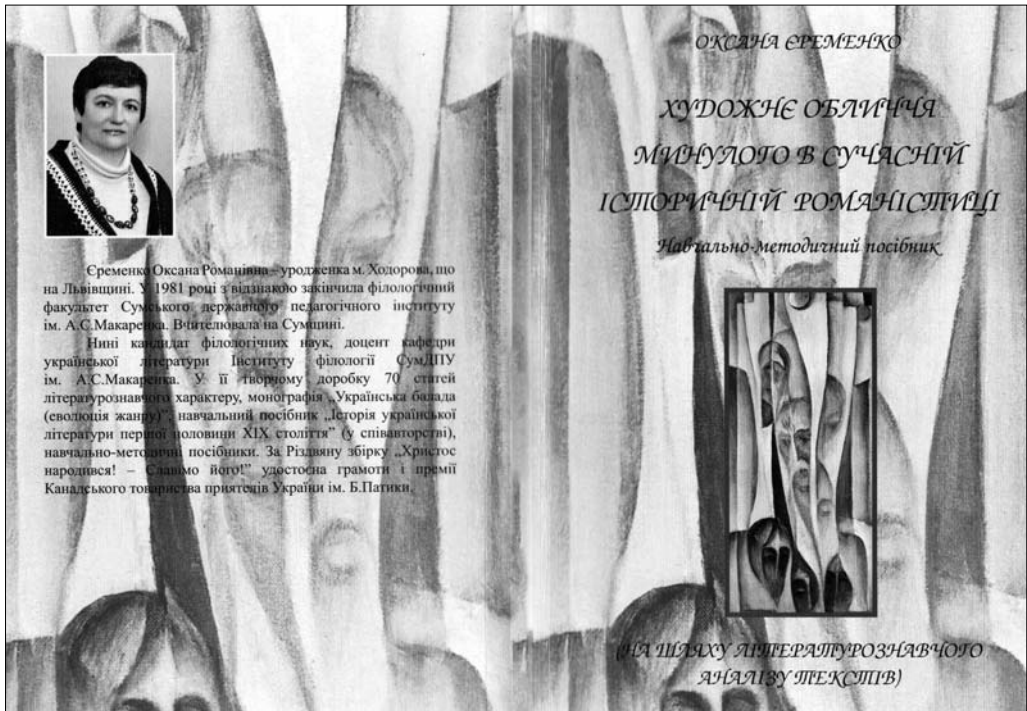 Єременко Оксана Романівна – уродженка м. Ходорова, що
на Львівщині. У 1981 році з відзнакою закінчила філологічний
факультет Сумського державного педагогічного інституту
ім. А.С.Макаренка. Вчителювала на Сумщині.
Нині кандидат філологічних наук, доцент кафедри
української літератури Інституту філології СумДПУ
ім. А.С.Макаренка. У її творчому доробку 70 статей
літературознавчого характеру, монографія „Українська балада
(еволюція жанру)”, навчальний посібник „Історія української
літератури першої половини XIX століття” (у співавторстві),
навчально-методичні посібники. За Різдвяну збірку „Христос
народився! – Славімо його!” удостоєна грамоти і премії
Канадського товариства приятелів України ім. Б.Патики.
ОКСАНА ЄРЕМЕНКО
ХУДОЖНЄ ОБЛИЧЧЯ
МИНУЛОГО В СУЧАСНІЙ
ІСТОРИЧНІЙ РОМАНІСТИЦІ
Навчально-методичний посібник
(НА ШЛЯХУ ЛІТЕРАТУРОЗНАВЧОГО
АНАЛІЗУ ТЕКСТІВ)